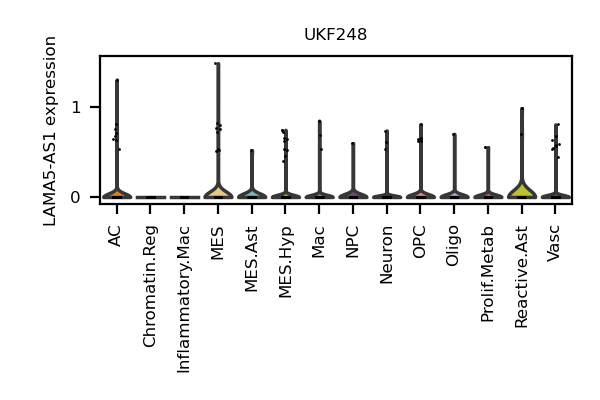 UKF248
LAMA5-AS1 expression
1
0
AC
Chromatin.Reg
Inflammatory.Mac
MES
MES.Ast
MES.Hyp
Mac
NPC
Neuron
OPC
Oligo
Prolif.Metab
Reactive.Ast
Vasc